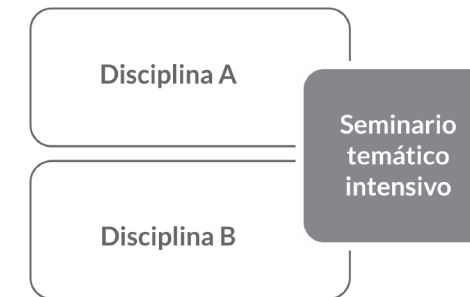 Disciplina A
Seminario
temático
intensivo
Disciplina B